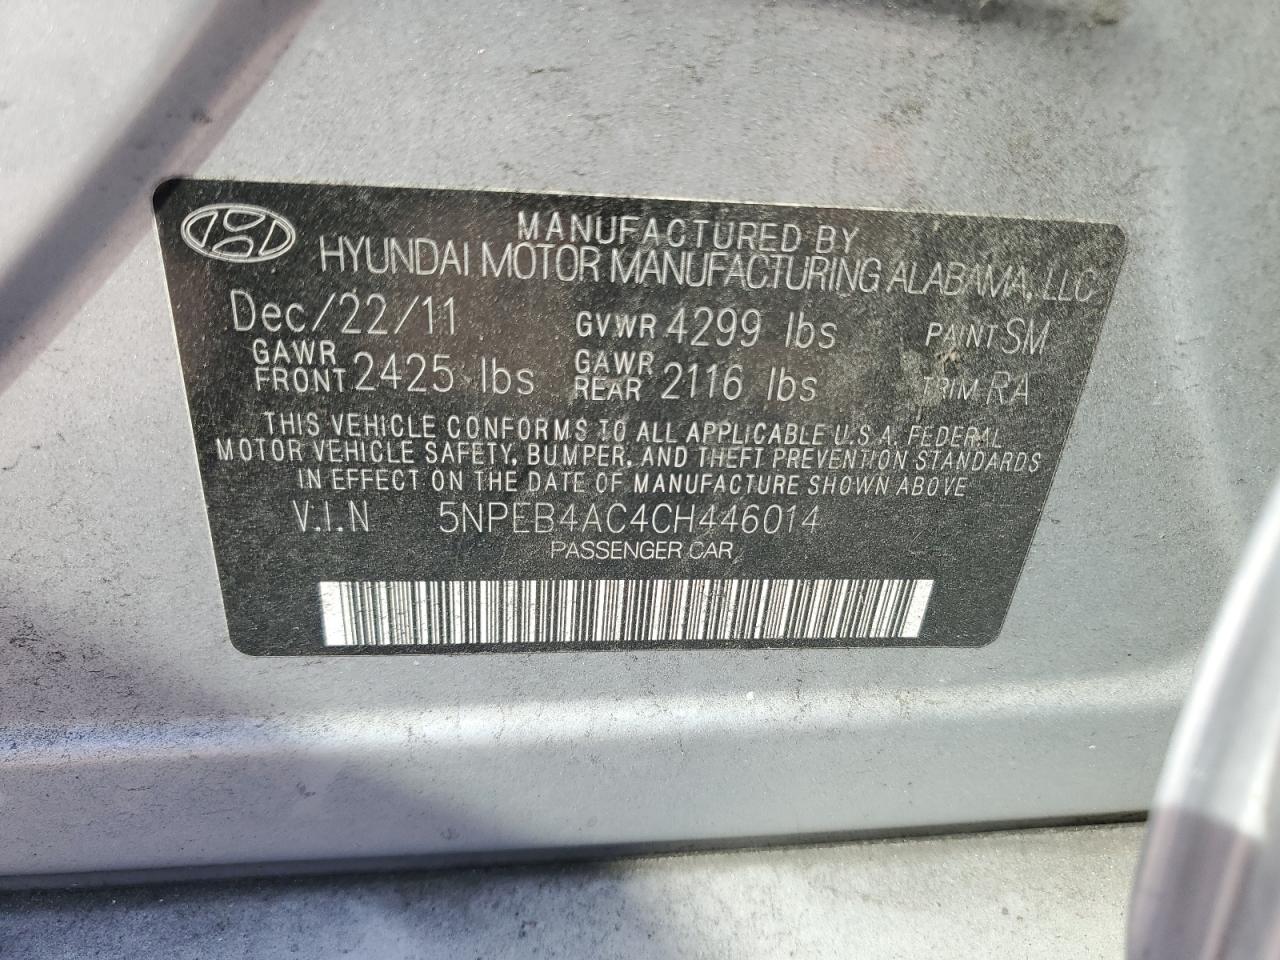 MANUFACTURED BY
HYUNDAI MOTOR MANUFACTURING ALABAMA, LLC
Dec/22/11 GVWR 4299 lbs PAINT SM
GAWR FRONT 2425 lbs GAWR REAR 2116 lbs TRIM RA
THIS VEHICLE CONFORMS TO ALL APPLICABLE U.S.A. FEDERAL
MOTOR VEHICLE SAFETY, BUMPER, AND THEFT PREVENTION STANDARDS
IN EFFECT ON THE DATE OF MANUFACTURE SHOWN ABOVE
V.I.N 5NPEB4AC4CH446014
PASSENGER CAR